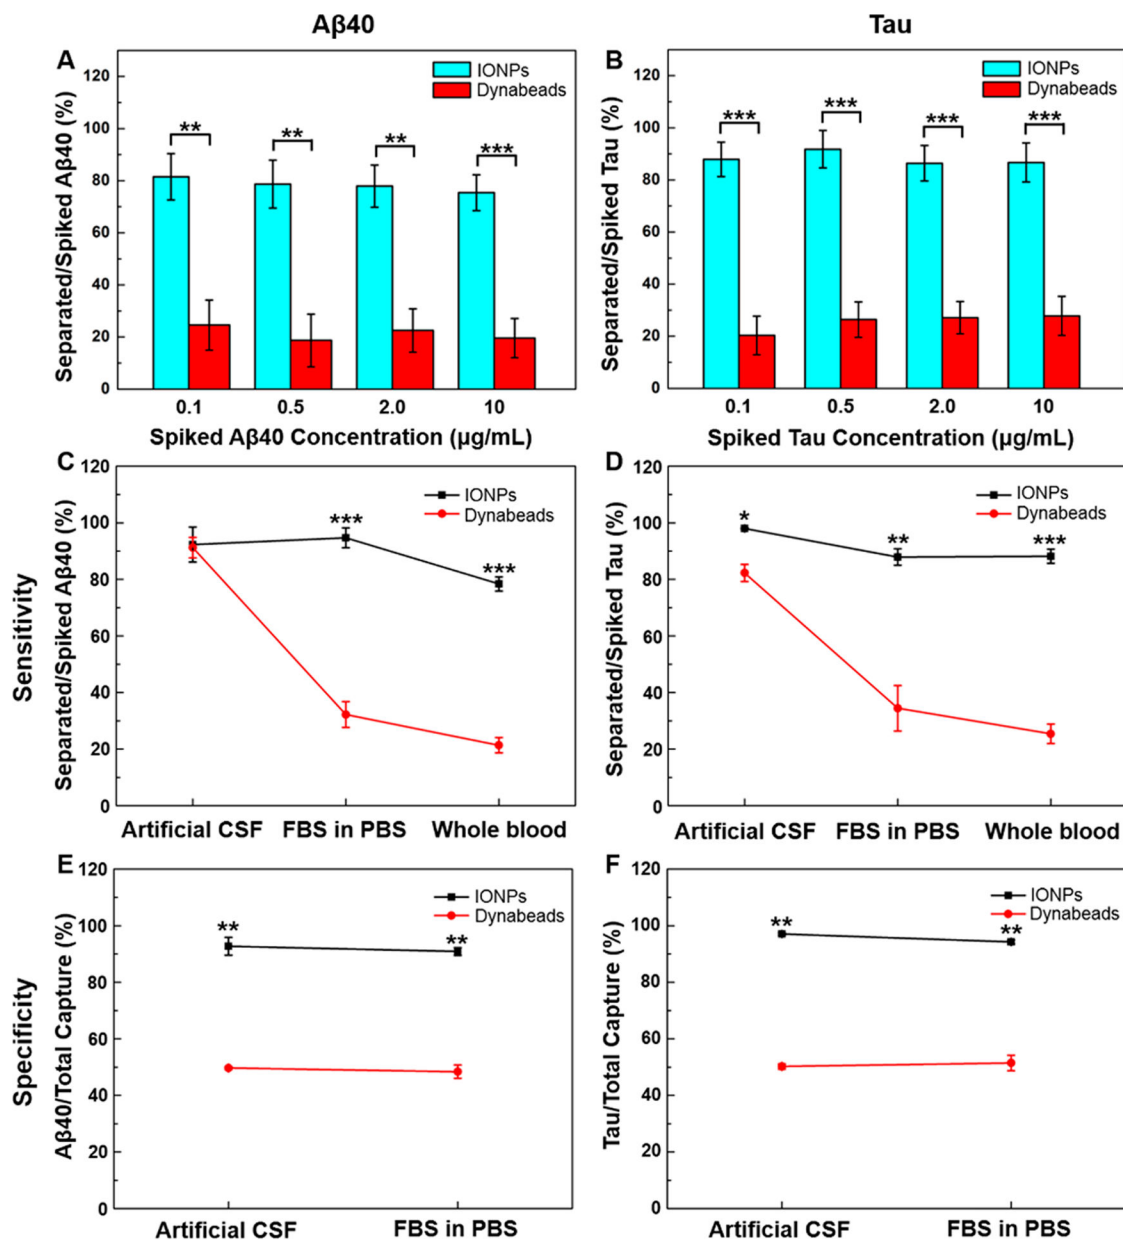 Aβ40
Tau
A
IONPs
Dynabeads
Separated/Spiked Aβ40 (%)
120
100
80
60
40
20
0
**
**
**
***
0.1
0.5
2.0
10
Spiked Aβ40 Concentration (µg/mL)
B
IONPs
Dynabeads
Separated/Spiked Tau (%)
120
100
80
60
40
20
0
***
***
***
***
0.1
0.5
2.0
10
Spiked Tau Concentration (µg/mL)
Sensitivity
C
IONPs
Dynabeads
Separated/Spiked Aβ40 (%)
120
100
80
60
40
20
0
***
***
Artificial CSF
FBS in PBS
Whole blood
D
IONPs
Dynabeads
Separated/Spiked Tau (%)
120
100
80
60
40
20
0
*
**
***
Artificial CSF
FBS in PBS
Whole blood
Specificity
E
IONPs
Dynabeads
Aβ40/Total Capture (%)
120
100
80
60
40
20
0
**
**
Artificial CSF
FBS in PBS
F
IONPs
Dynabeads
Tau/Total Capture (%)
120
100
80
60
40
20
0
**
**
Artificial CSF
FBS in PBS